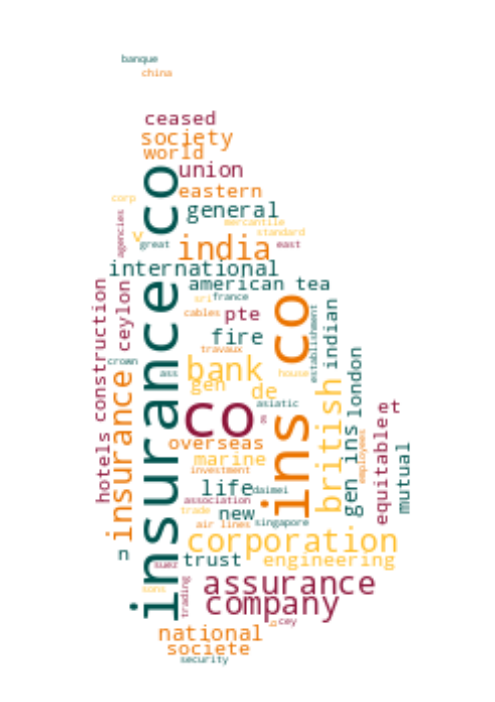 banque
china
ceased
society
world
union
eastern
general
corp
agencies
v
great
mercantile
standard
east
india
international
american tea
insurance co
sri
france
cables
pte
fire
travaux
ins co
establishment
indian
construction
ceylon
crown
ass
bank
gen
house
de
asiatic
co
overseas
marine
investment
london
british
gen ins
employees
equitable
et
mutual
hotels
insurance
life
daimei
association
new
trade
air lines
singapore
corporation
n
suez
trust
engineering
sons
trading
assurance
company
cey
national
societe
security